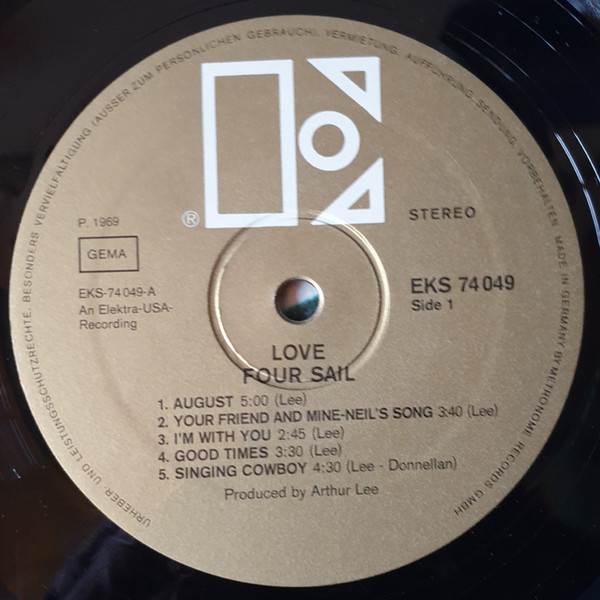 URHEBER UND LEISTUNGSSCHUTZRECHTE, BESONDERS VERVIELFÄLTIGUNG (AUSSER ZUM PERSÖNLICHEN GEBRAUCH), VERMIETUNG, AUFFÜHRUNG, SENDUNG, VORBEHALTEN MADE IN GERMANY BY METRONOME RECORDS GMBH
®
P. 1969
STEREO
GEMA
EKS-74 049-A
An Elektra-USA-
Recording
EKS 74 049
Side 1
LOVE
FOUR SAIL
1. AUGUST 5:00 (Lee)
2. YOUR FRIEND AND MINE-NEIL'S SONG 3:40 (Lee)
3. I'M WITH YOU 2:45 (Lee)
4. GOOD TIMES 3:30 (Lee)
5. SINGING COWBOY 4:30 (Lee - Donnellan)
Produced by Arthur Lee